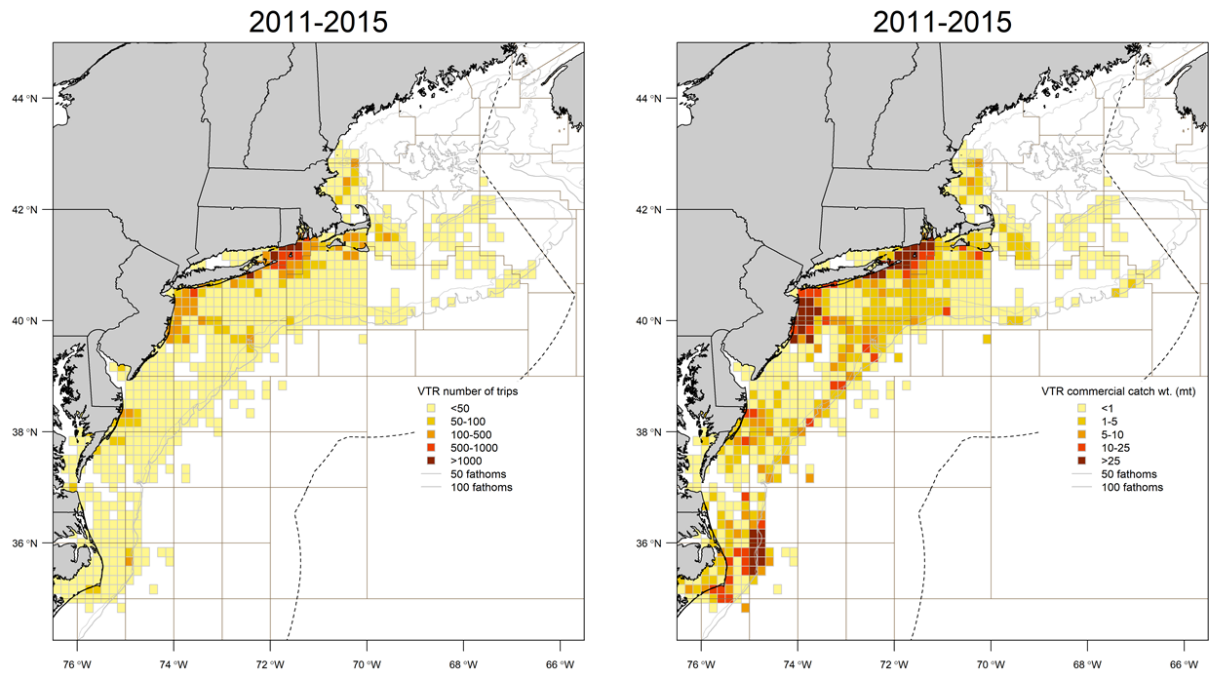 2011-2015
44 °N
42 °N
40 °N
38 °N
36 °N
76 °W
74 °W
72 °W
70 °W
68 °W
66 °W
VTR number of trips
<50
50-100
100-500
500-1000
>1000
50 fathoms
100 fathoms
2011-2015
44 °N
42 °N
40 °N
38 °N
36 °N
76 °W
74 °W
72 °W
70 °W
68 °W
66 °W
VTR commercial catch wt. (mt)
<1
1-5
5-10
10-25
>25
50 fathoms
100 fathoms